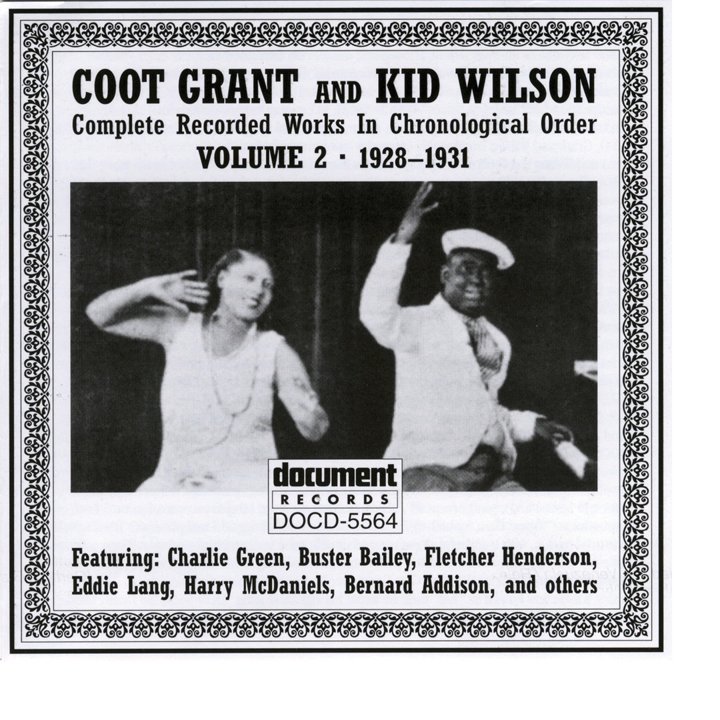 COOT GRANT AND KID WILSON
Complete Recorded Works In Chronological Order
VOLUME 2 · 1928–1931
document
RECORDS
DOCD-5564
Featuring: Charlie Green, Buster Bailey, Fletcher Henderson,
Eddie Lang, Harry McDaniels, Bernard Addison, and others